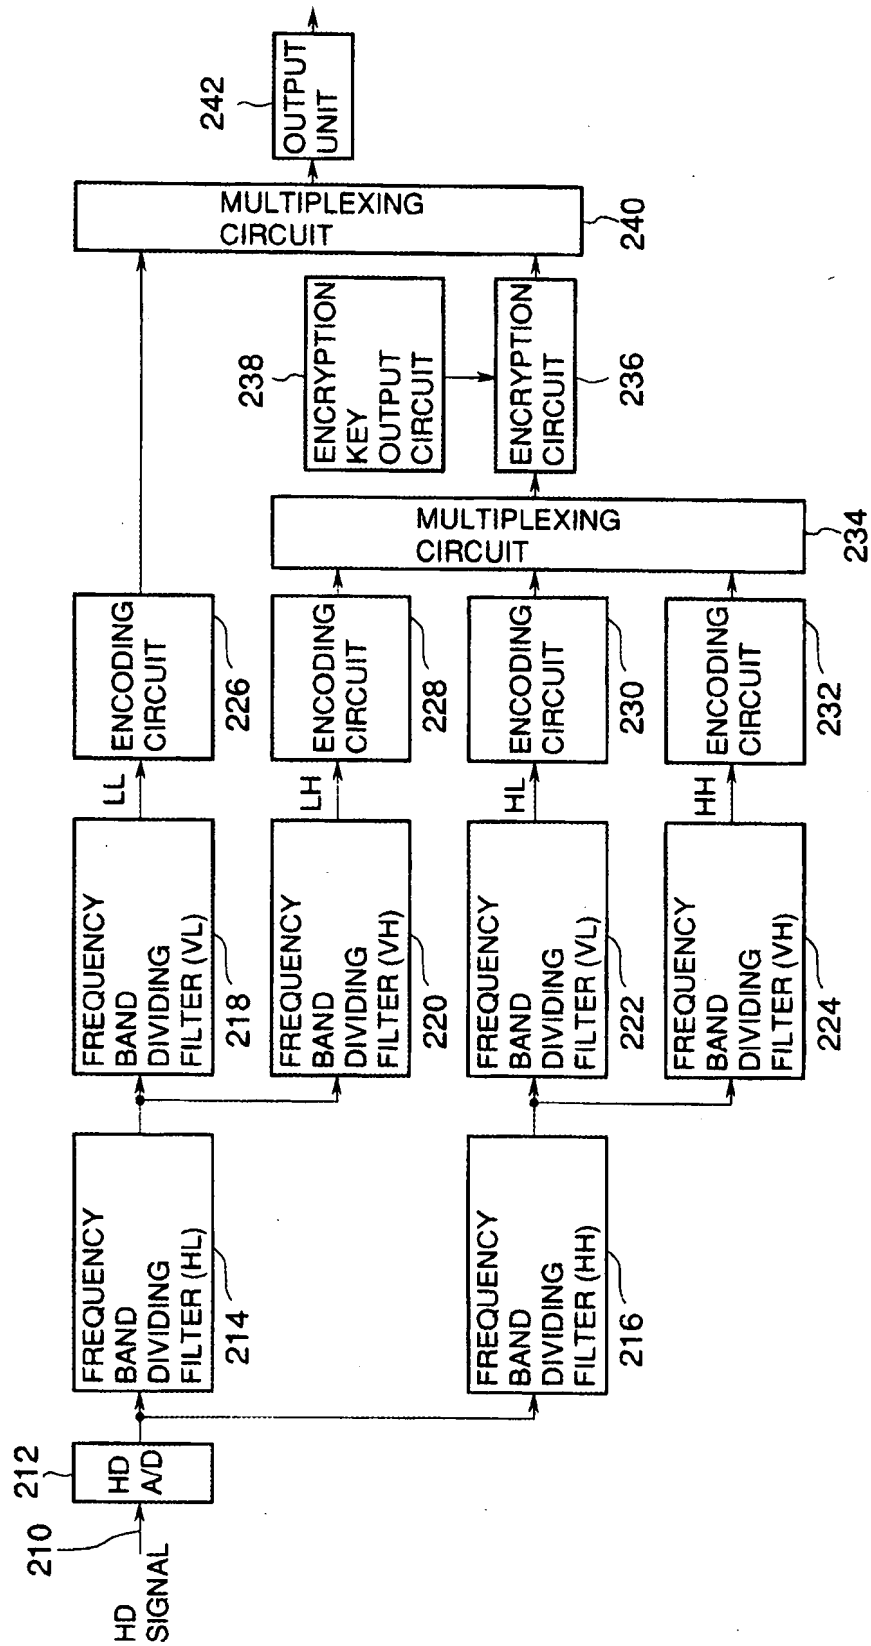 HD
SIGNAL
210
212
HD
A/D
FREQUENCY
BAND
DIVIDING
FILTER (HL)
214
FREQUENCY
BAND
DIVIDING
FILTER (HH)
216
FREQUENCY
BAND
DIVIDING
FILTER (VL)
218
FREQUENCY
BAND
DIVIDING
FILTER (VH)
220
FREQUENCY
BAND
DIVIDING
FILTER (VL)
222
FREQUENCY
BAND
DIVIDING
FILTER (VH)
224
LL
LH
HL
HH
ENCODING
CIRCUIT
226
ENCODING
CIRCUIT
228
ENCODING
CIRCUIT
230
ENCODING
CIRCUIT
232
MULTIPLEXING
CIRCUIT
234
238
ENCRYPTION
KEY
OUTPUT
CIRCUIT
ENCRYPTION
CIRCUIT
236
MULTIPLEXING
CIRCUIT
240
242
OUTPUT
UNIT